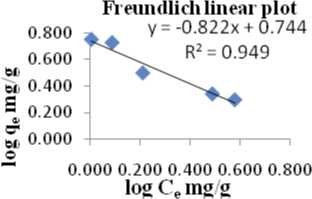 Freundlich linear plot
y = -0.822x + 0.744
R² = 0.949
log qe mg/g
0.800
0.600
0.400
0.200
0.000
0.000 0.200 0.400 0.600 0.800
log Ce mg/g